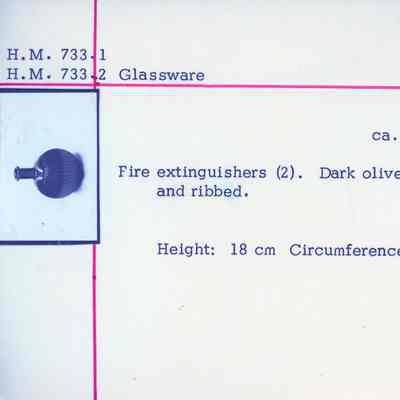 H.M. 733.1
H.M. 733.2 Glassware
ca.
Fire extinguishers (2). Dark olive
and ribbed.
Height: 18 cm Circumference